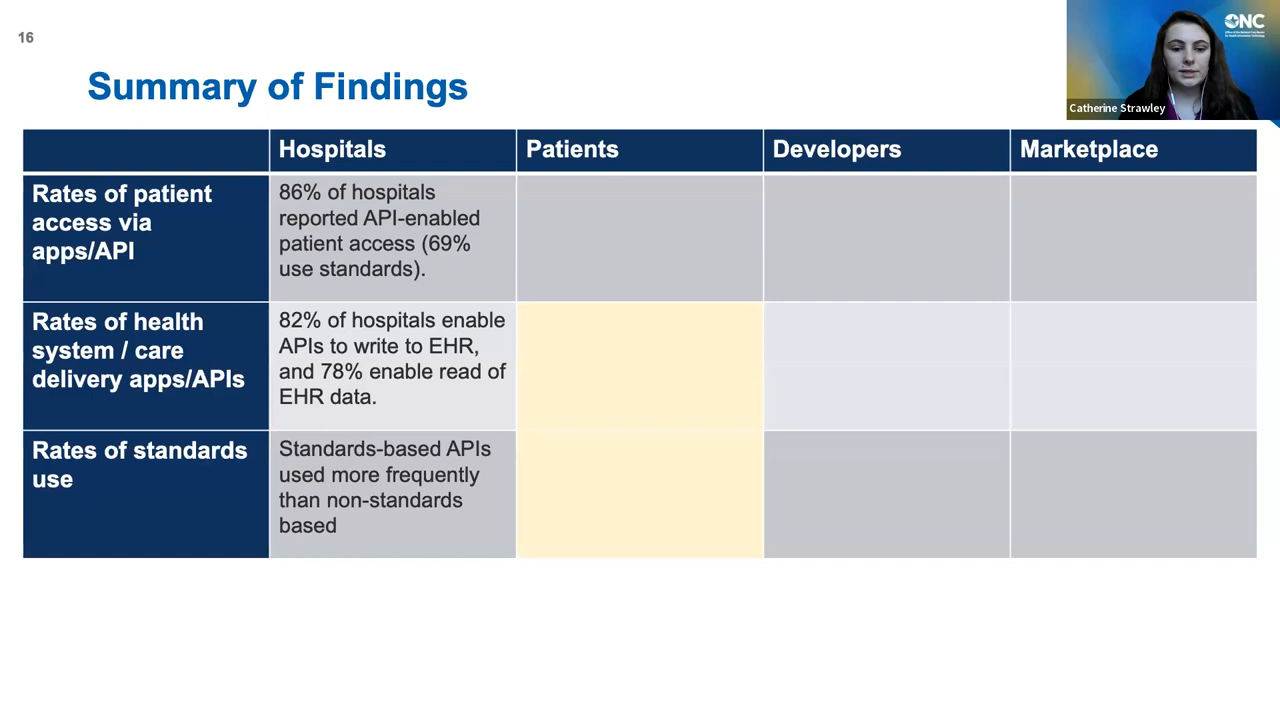 16
ONC
Catherine Strawley
Summary of Findings
Hospitals
Patients
Developers
Marketplace
Rates of patient
access via
apps/API
86% of hospitals
reported API-enabled
patient access (69%
use standards).
Rates of health
system / care
delivery apps/APIs
82% of hospitals enable
APIs to write to EHR,
and 78% enable read of
EHR data.
Rates of standards
use
Standards-based APIs
used more frequently
than non-standards
based